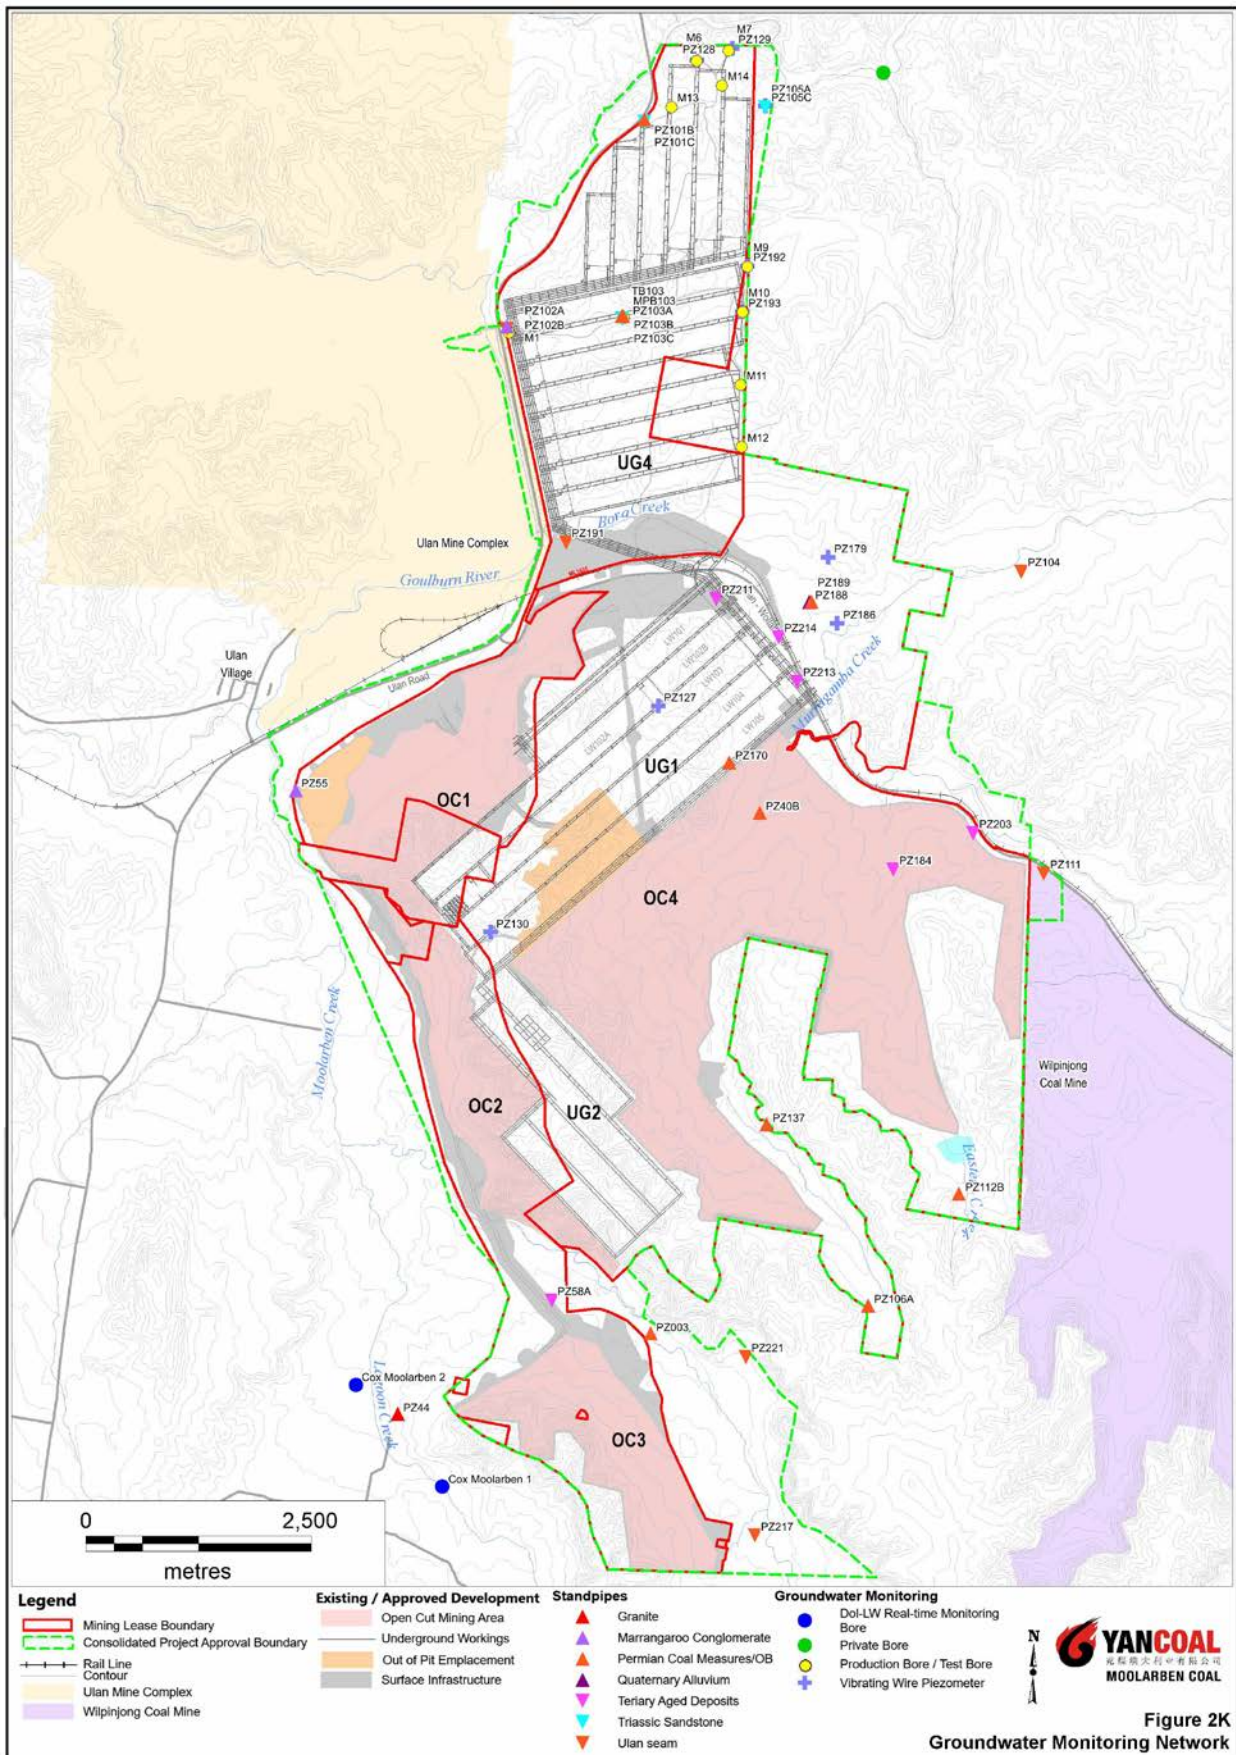 M7
M6
PZ129
PZ128
M14
PZ105A
PZ105C
M13
PZ101B
PZ101C
M9
PZ192
TB103
MPB103
M10
PZ102A
PZ103A
PZ193
PZ102B
PZ103B
M1
PZ103C
M11
M12
UG4
Bora Creek
Ulan Mine Complex
PZ191
PZ179
PZ104
Goulburn River
PZ189
PZ188
PZ211
PZ186
PZ214
Ulan
Village
LW101
LW102B
Ulan Road
PZ213
LW103
PZ127
LW104
Murragamba Creek
LW102A
LW105
UG1
PZ170
PZ55
OC1
PZ40B
PZ203
PZ184
PZ111
OC4
PZ130
Moolarben Creek
Wilpinjong
Coal Mine
OC2
UG2
PZ137
Eastern Creek
PZ112B
PZ58A
PZ106A
PZ003
PZ221
Cox Moolarben 2
Lagoon Creek
PZ44
OC3
Cox Moolarben 1
0 2,500
metres
PZ217
Legend
Mining Lease Boundary
Consolidated Project Approval Boundary
Rail Line
Contour
Ulan Mine Complex
Wilpinjong Coal Mine
Existing / Approved Development
Open Cut Mining Area
Underground Workings
Out of Pit Emplacement
Surface Infrastructure
Standpipes
Granite
Marrangaroo Conglomerate
Permian Coal Measures/OB
Quaternary Alluvium
Teriary Aged Deposits
Triassic Sandstone
Ulan seam
Groundwater Monitoring
Dol-LW Real-time Monitoring
Bore
Private Bore
Production Bore / Test Bore
Vibrating Wire Piezometer
N
YANCOAL
MOOLARBEN COAL
Figure 2K
Groundwater Monitoring Network